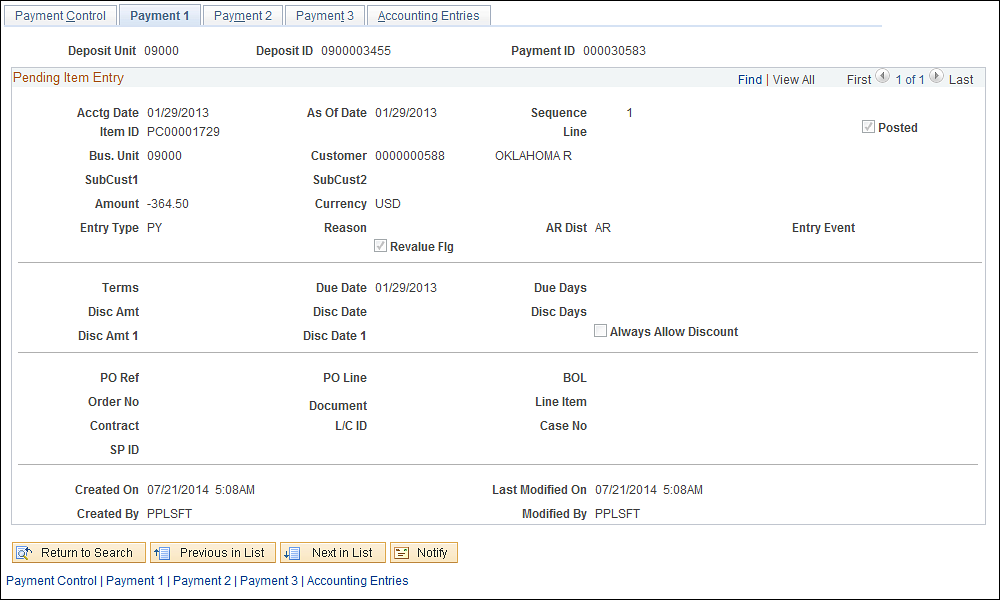 Payment Control Payment 1 Payment 2 Payment 3 Accounting Entries
Deposit Unit 09000 Deposit ID 0900003455 Payment ID 000030583
Pending Item Entry Find | View All First 1 of 1 Last
Acctg Date 01/29/2013 As Of Date 01/29/2013 Sequence 1
Item ID PC00001729 Line Posted
Bus. Unit 09000 Customer 0000000588 OKLAHOMA R
SubCust1 SubCust2
Amount -364.50 Currency USD
Entry Type PY Reason AR Dist AR Entry Event
Revalue Flg
Terms Due Date 01/29/2013 Due Days
Disc Amt Disc Date Disc Days
Disc Amt 1 Disc Date 1 Always Allow Discount
PO Ref PO Line BOL
Order No Document Line Item
Contract L/C ID Case No
SP ID
Created On 07/21/2014 5:08AM Last Modified On 07/21/2014 5:08AM
Created By PPLSFT Modified By PPLSFT
Return to Search Previous in List Next in List Notify
Payment Control | Payment 1 | Payment 2 | Payment 3 | Accounting Entries